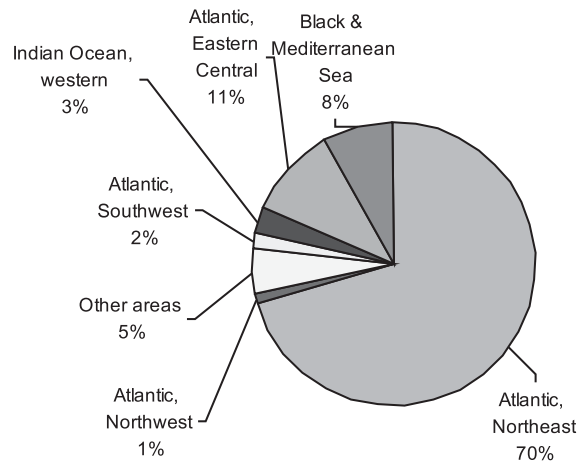 Atlantic,
Eastern
Central
11%
Black &
Mediterranean
Sea
8%
Indian Ocean,
western
3%
Atlantic,
Southwest
2%
Other areas
5%
Atlantic,
Northwest
1%
Atlantic,
Northeast
70%